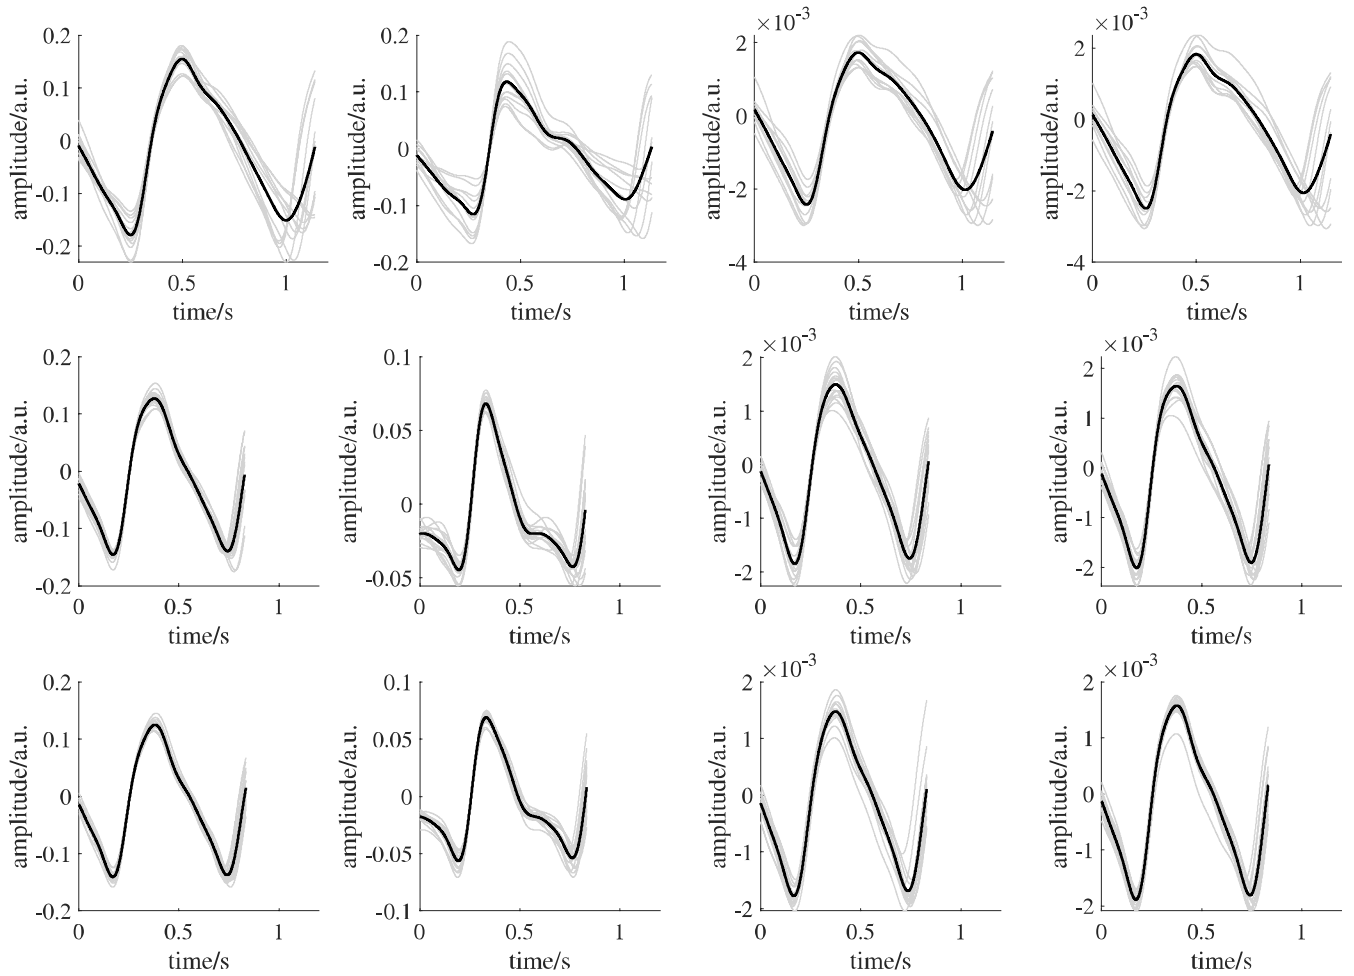 ×10⁻³ ×10⁻³
0.2 0.2 2 2
0.1 0.1
0 0 0 0
-0.1 -0.1 -2 -2
-0.2 -0.2 -4 -4
amplitude/a.u. amplitude/a.u. amplitude/a.u. amplitude/a.u.
0 0.5 1 0 0.5 1 0 0.5 1 0 0.5 1
time/s time/s time/s time/s
×10⁻³ ×10⁻³
0.2 0.1 2 2
0.1 0.05 1 1
0 0 0 0
-0.1 -0.05 -1 -1
-0.2 -2 -2
amplitude/a.u. amplitude/a.u. amplitude/a.u. amplitude/a.u.
0 0.5 1 0 0.5 1 0 0.5 1 0 0.5 1
time/s time/s time/s time/s
×10⁻³ ×10⁻³
0.2 0.1 2 2
0.1 0.05 1 1
0 0 0 0
-0.1 -0.05 -1 -1
-0.2 -0.1 -2 -2
amplitude/a.u. amplitude/a.u. amplitude/a.u. amplitude/a.u.
0 0.5 1 0 0.5 1 0 0.5 1 0 0.5 1
time/s time/s time/s time/s